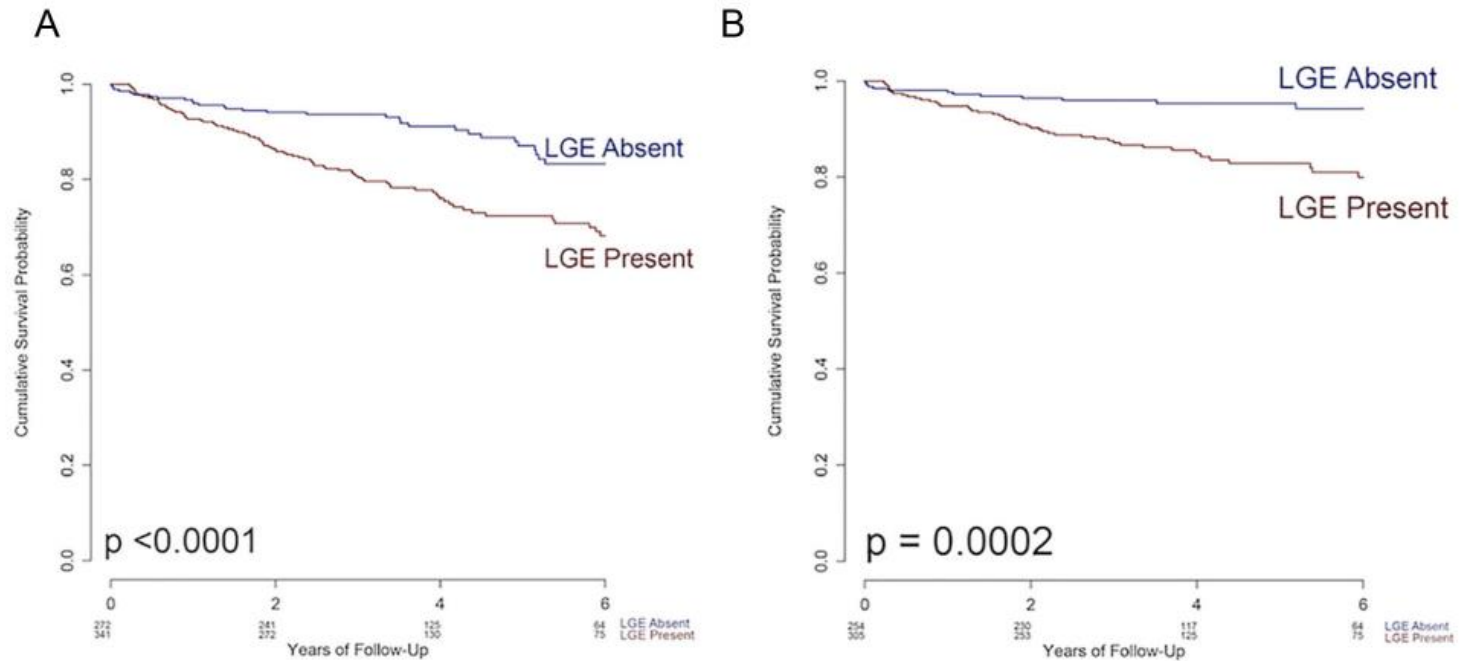 A
B
1.0
0.8
0.6
0.4
0.2
0.0
Cumulative Survival Probability
LGE Absent
LGE Present
p <0.0001
0 2 4 6
272 241 125 64 LGE Absent
341 272 130 75 LGE Present
Years of Follow-Up
1.0
0.8
0.6
0.4
0.2
0.0
Cumulative Survival Probability
LGE Absent
LGE Present
p = 0.0002
0 2 4 6
254 230 117 64 LGE Absent
305 253 125 75 LGE Present
Years of Follow-Up